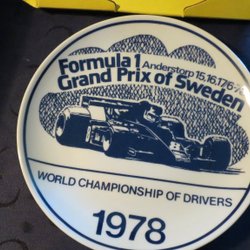 Formula 1
Anderstorp 15, 16, 17.6
Grand Prix of Sweden
WORLD CHAMPIONSHIP OF DRIVERS
1978